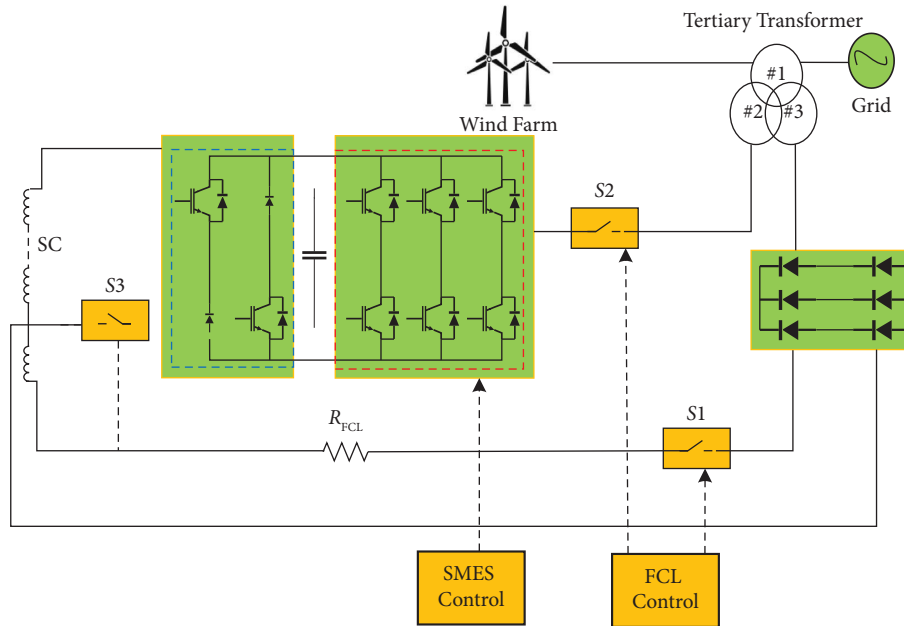 Tertiary Transformer
#1
#2
#3
Grid
Wind Farm
S2
SC
S3
R_FCL
S1
SMES
Control
FCL
Control